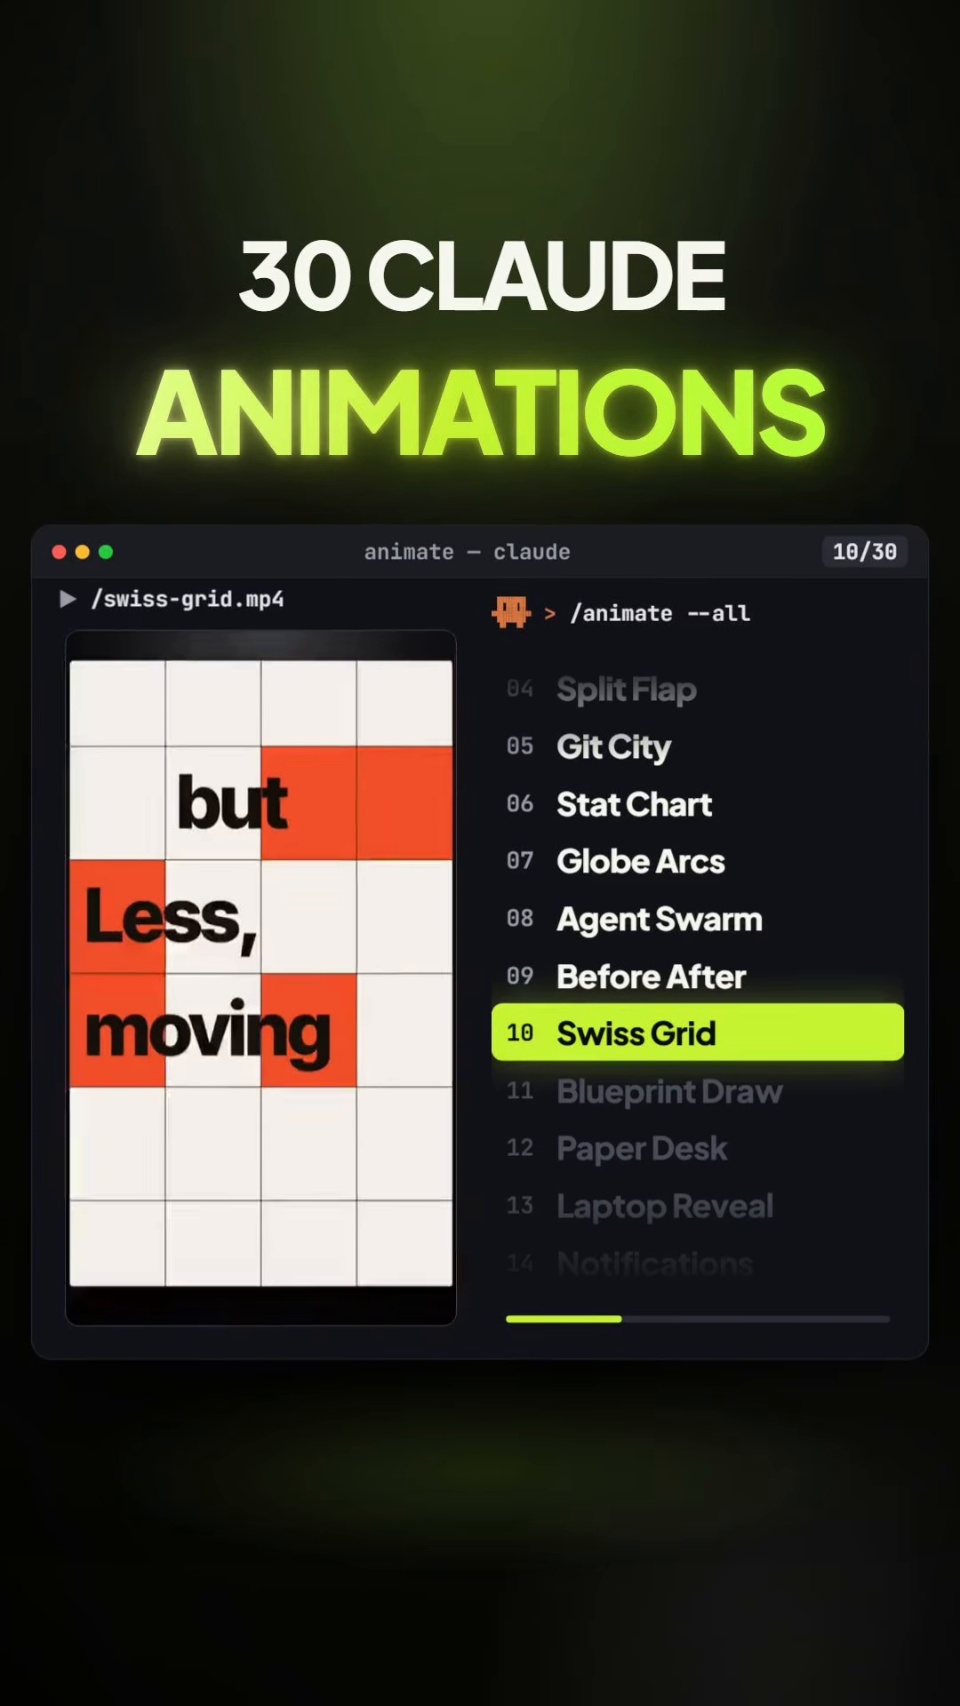 30 CLAUDE
ANIMATIONS
animate — claude
10/30
/swiss-grid.mp4
but
Less,
moving
> /animate --all
04 Split Flap
05 Git City
06 Stat Chart
07 Globe Arcs
08 Agent Swarm
09 Before After
10 Swiss Grid
11 Blueprint Draw
12 Paper Desk
13 Laptop Reveal
14 Notifications